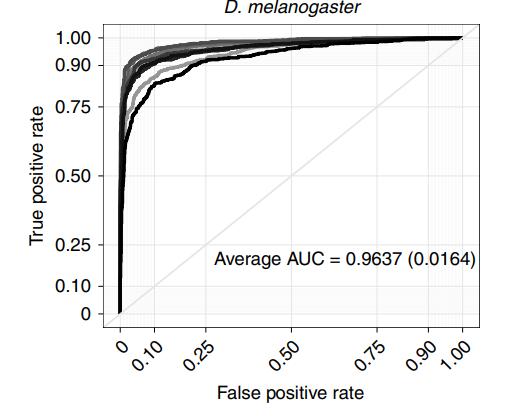 D. melanogaster
True positive rate
1.00
0.90
0.75
0.50
0.25
0.10
0
Average AUC = 0.9637 (0.0164)
0 0.10 0.25 0.50 0.75 0.90 1.00
False positive rate